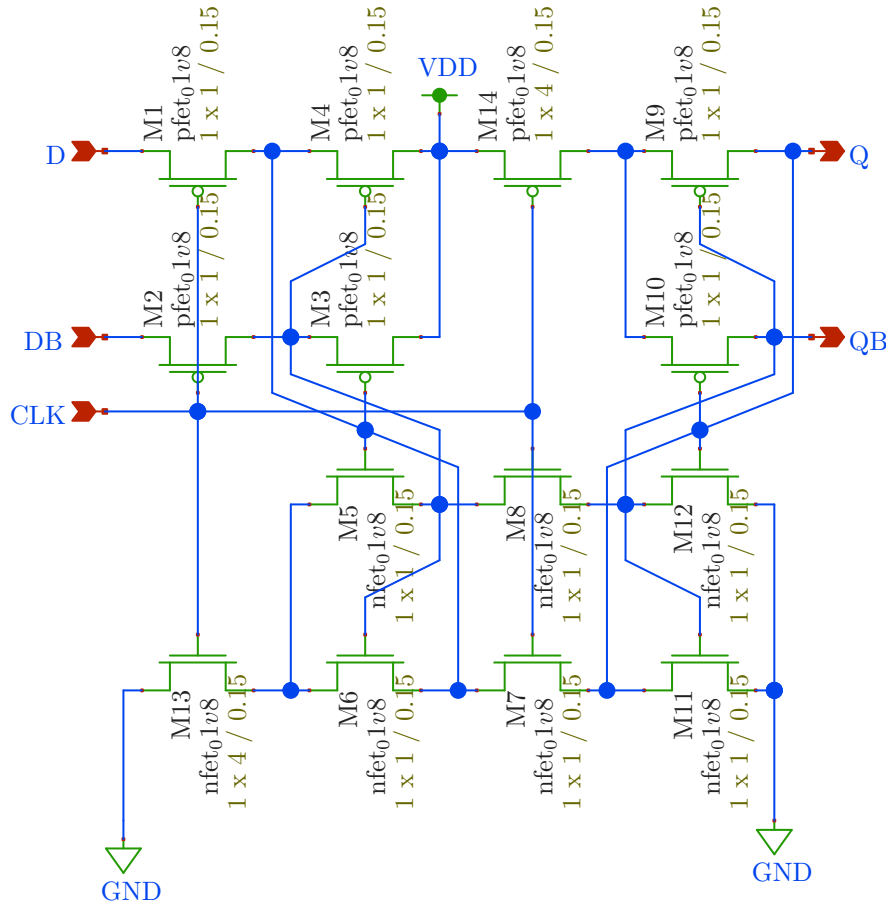 VDD
M1
pfet₀1v8
1 x 1 / 0.15
M4
pfet₀1v8
1 x 1 / 0.15
M14
pfet₀1v8
1 x 4 / 0.15
M9
pfet₀1v8
1 x 1 / 0.15
D
Q
M2
pfet₀1v8
1 x 1 / 0.15
M3
pfet₀1v8
1 x 1 / 0.15
M10
pfet₀1v8
1 x 1 / 0.15
DB
QB
CLK
M5
nfet₀1v8
1 x 1 / 0.15
M8
nfet₀1v8
1 x 1 / 0.15
M12
nfet₀1v8
1 x 1 / 0.15
M13
nfet₀1v8
1 x 4 / 0.15
M6
nfet₀1v8
1 x 1 / 0.15
M7
nfet₀1v8
1 x 1 / 0.15
M11
nfet₀1v8
1 x 1 / 0.15
GND
GND